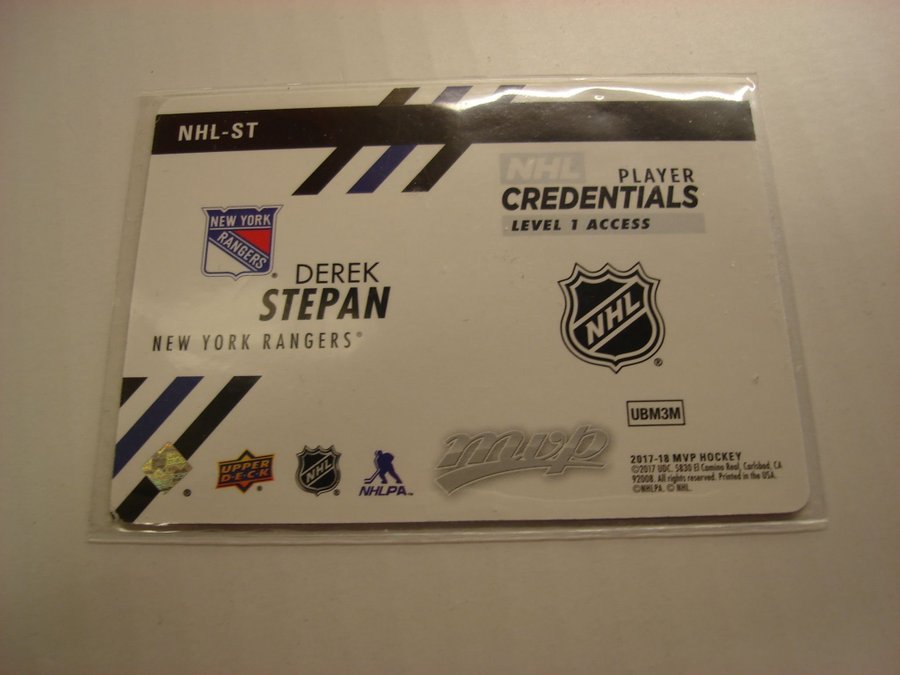 NHL-ST
NHL
PLAYER
CREDENTIALS
LEVEL 1 ACCESS
NEW YORK
RANGERS
®
DEREK
STEPAN
NEW YORK RANGERS®
NHL
®
UBM3M
®
UPPER
D·E·C·K
®
NHL
®
NHLPA™
mvp
2017-18 MVP HOCKEY
©2017 UDC. 5830 El Camino Real, Carlsbad, CA
92008. All rights reserved. Printed in the USA.
©NHLPA. © NHL.